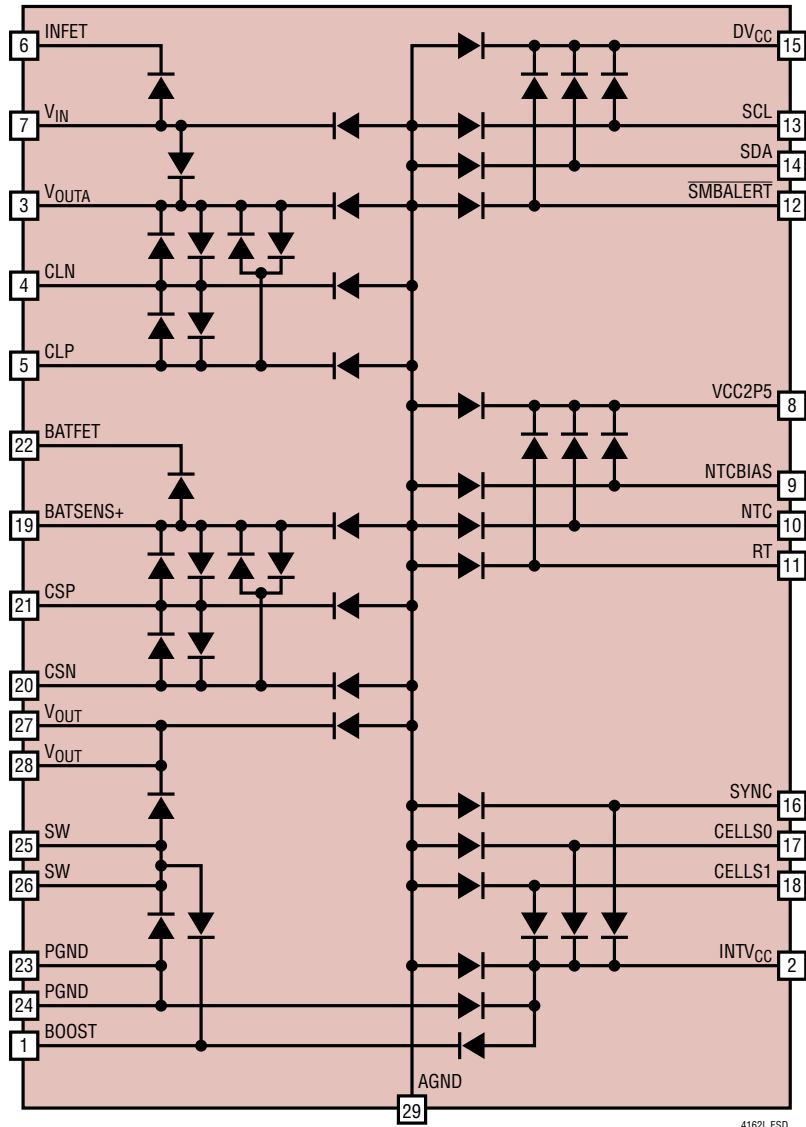 6 INFET
7 VIN
3 VOUTA
4 CLN
5 CLP
22 BATFET
19 BATSENS+
21 CSP
20 CSN
27 VOUT
28 VOUT
25 SW
26 SW
23 PGND
24 PGND
1 BOOST
DVCC 15
SCL 13
SDA 14
SMBALERT 12
VCC2P5 8
NTCBIAS 9
NTC 10
RT 11
SYNC 16
CELLS0 17
CELLS1 18
INTVCC 2
AGND
29
4162L ESD